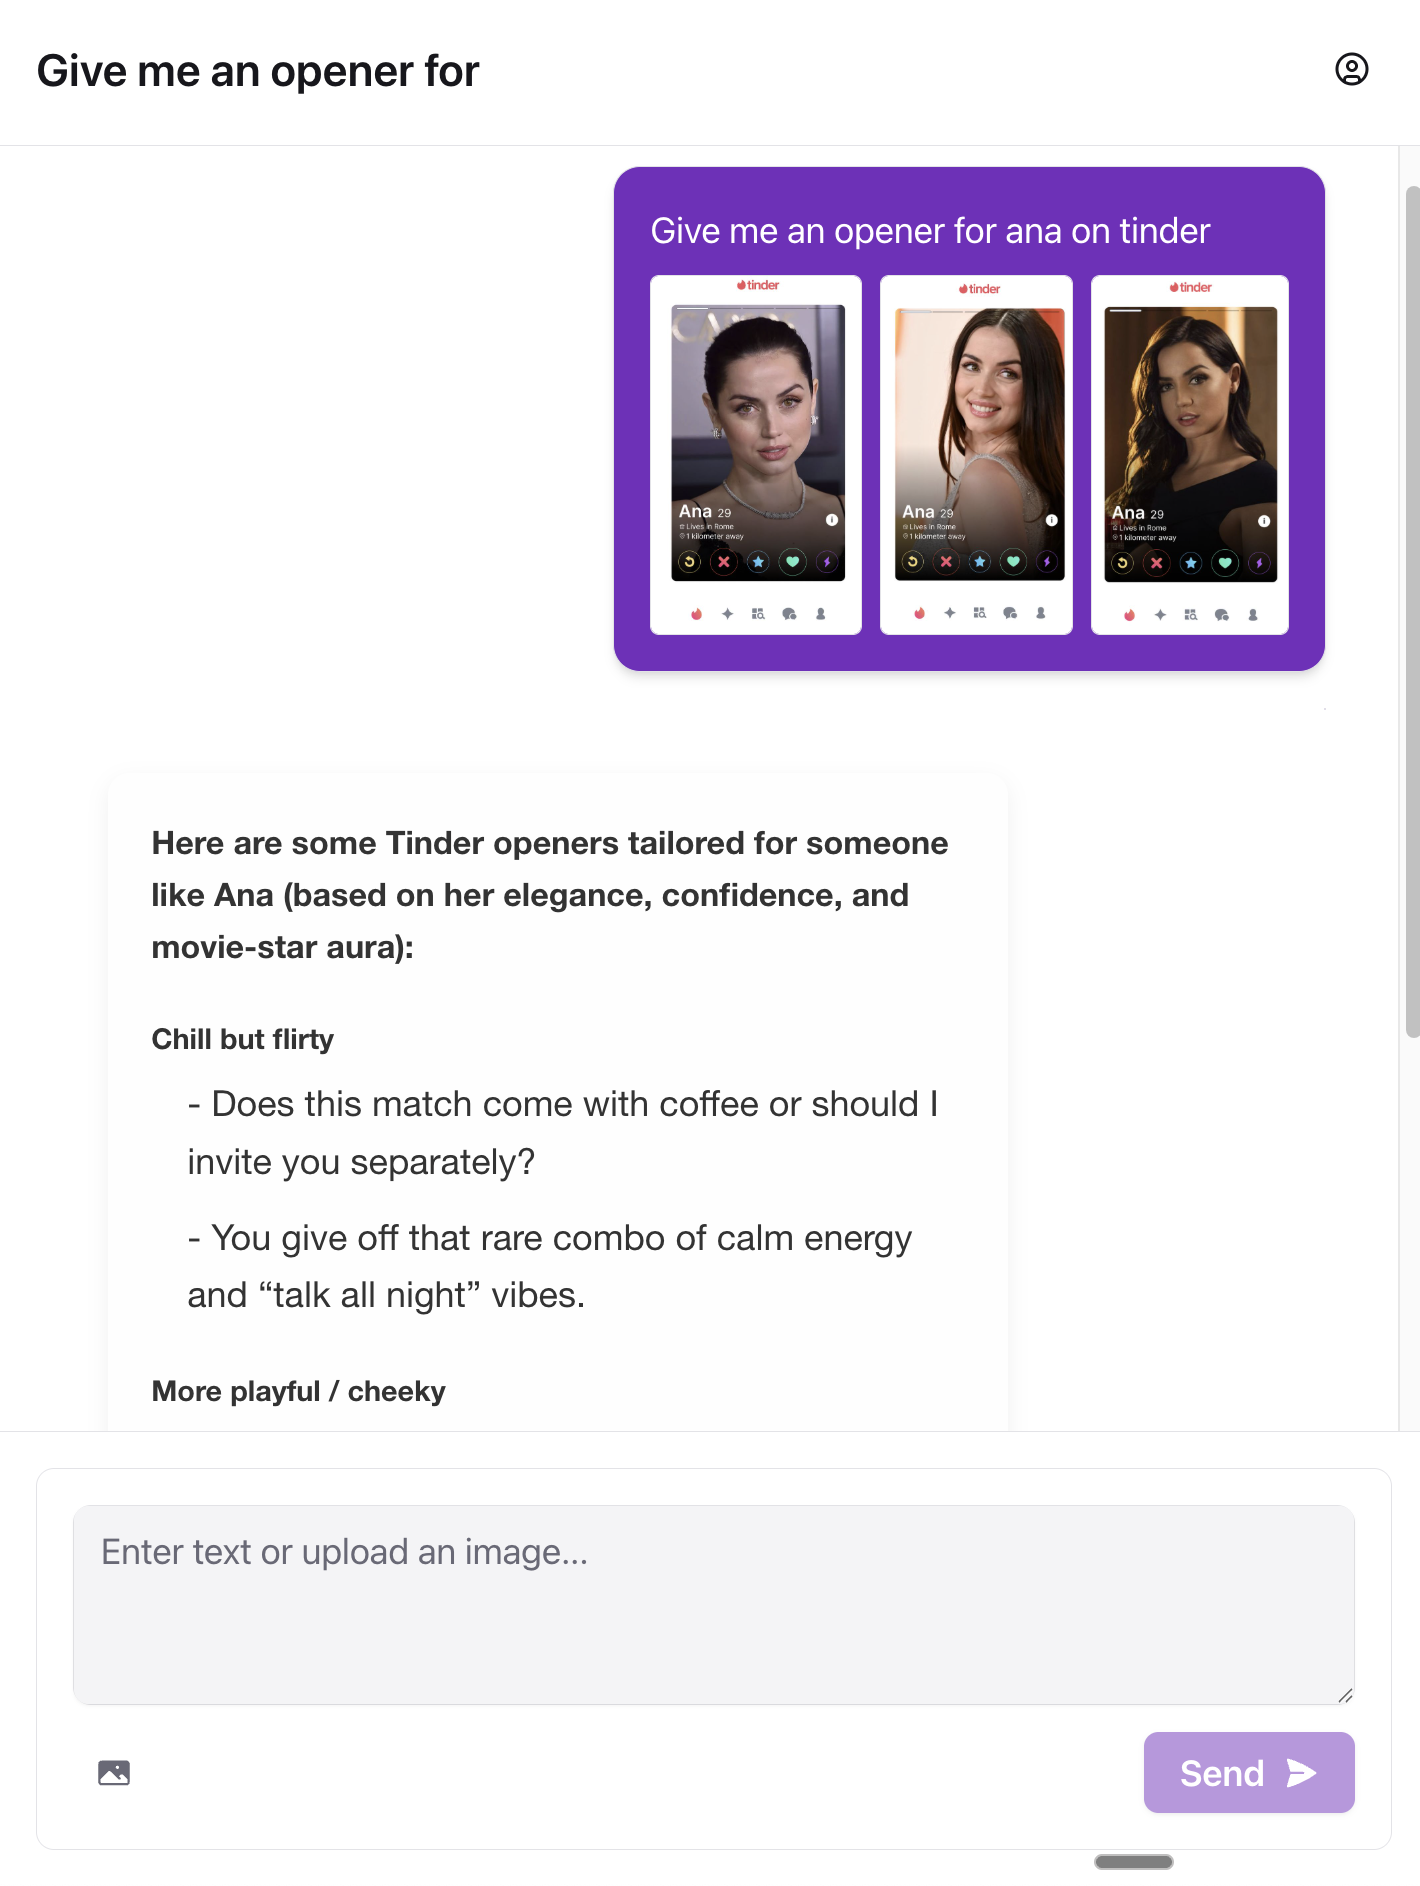 Give me an opener for
Give me an opener for ana on tinder
tinder
Ana 29
Lives in Rome
1 kilometer away
tinder
Ana 29
Lives in Rome
1 kilometer away
tinder
Ana 29
Lives in Rome
1 kilometer away
Here are some Tinder openers tailored for someone
like Ana (based on her elegance, confidence, and
movie-star aura):
Chill but flirty
- Does this match come with coffee or should I
invite you separately?
- You give off that rare combo of calm energy
and “talk all night” vibes.
More playful / cheeky
Enter text or upload an image...
Send